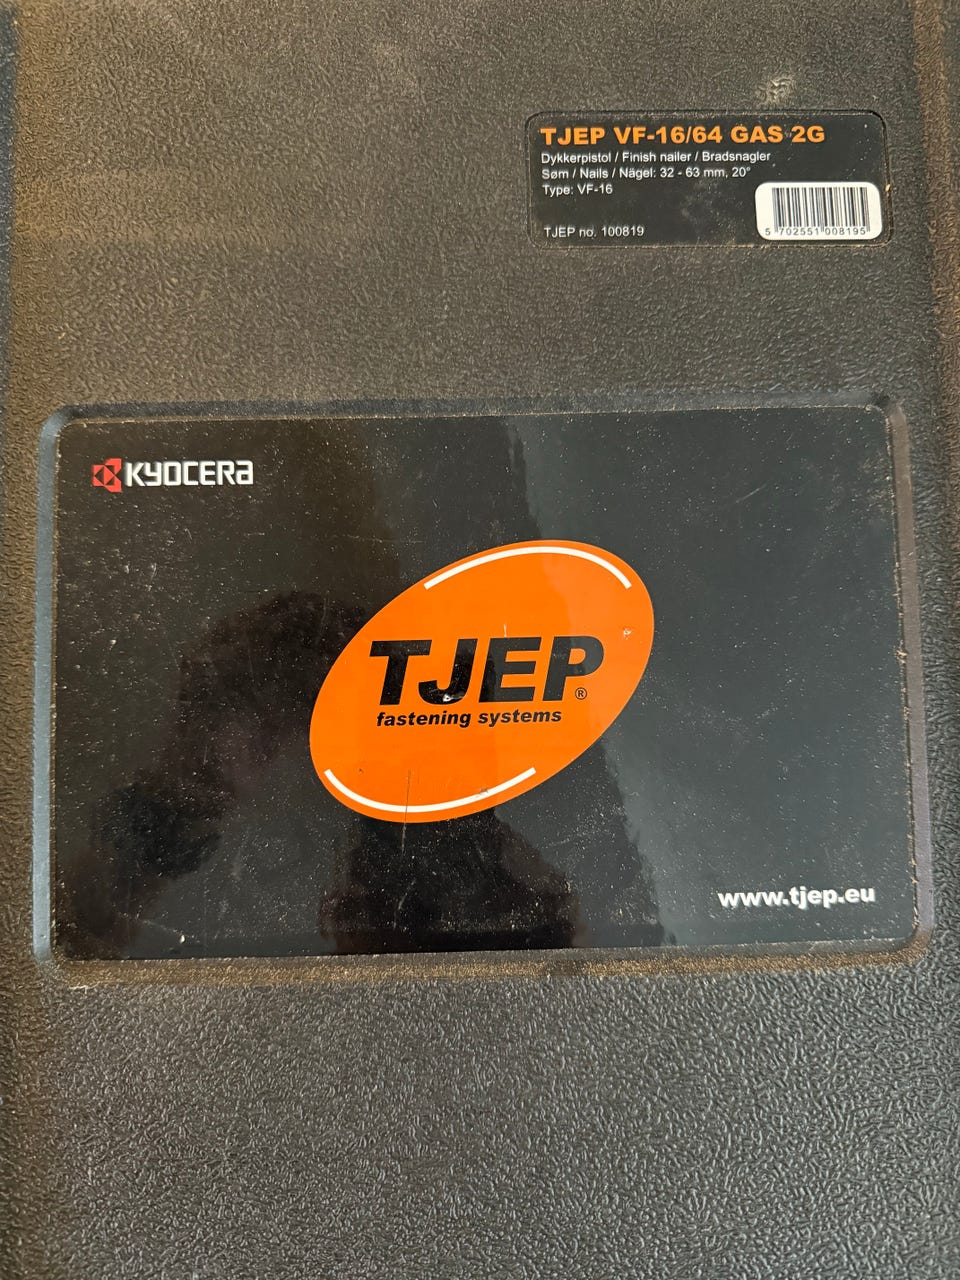 TJEP VF-16/64 GAS 2G
Dykkerpistol / Finish nailer / Bradsnagler
Søm / Nails / Nägel: 32 - 63 mm, 20°
Type: VF-16
TJEP no. 100819
5 702551 008195
KYOCERA
TJEP®
fastening systems
www.tjep.eu